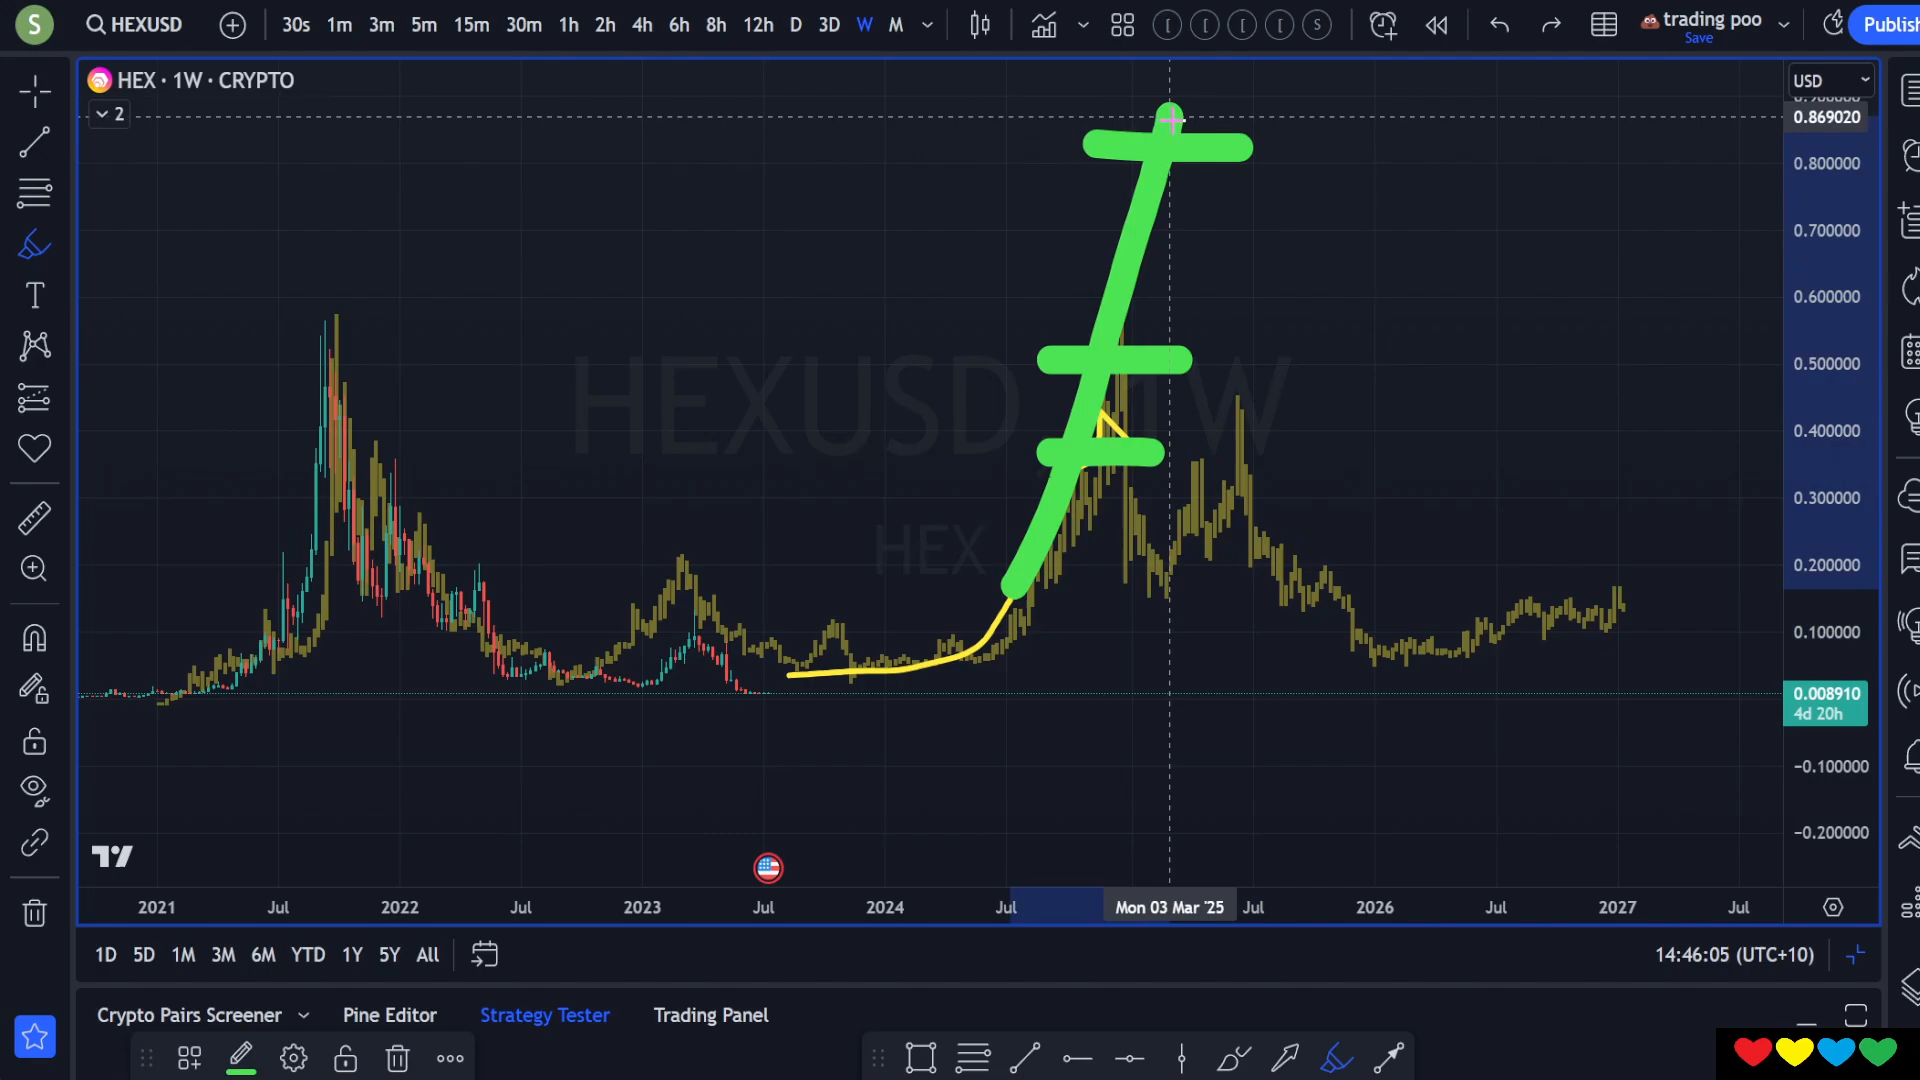 S
HEXUSD
30s 1m 3m 5m 15m 30m 1h 2h 4h 6h 8h 12h D 3D W M
[ [ [ [ S
trading poo
Save
Publish
HEX · 1W · CRYPTO
2
USD
0.869020
0.800000
0.700000
0.600000
0.500000
0.400000
0.300000
0.200000
0.100000
0.008910
4d 20h
−0.100000
−0.200000
HEXUSD 1W
HEX
2021 Jul 2022 Jul 2023 Jul 2024 Jul Mon 03 Mar '25 Jul 2026 Jul 2027 Jul
1D 5D 1M 3M 6M YTD 1Y 5Y All
14:46:05 (UTC+10)
Crypto Pairs Screener Pine Editor Strategy Tester Trading Panel